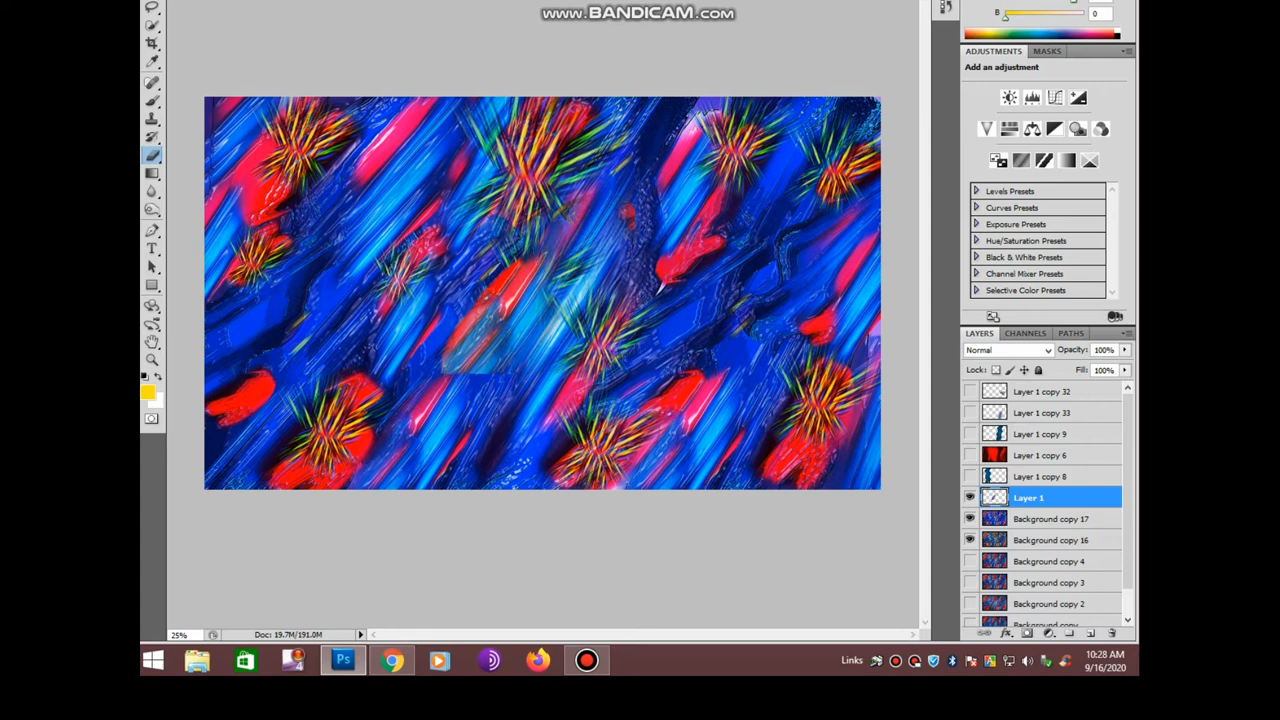 www.BANDICAM.com
B
0
ADJUSTMENTS
MASKS
Add an adjustment
Levels Presets
Curves Presets
Exposure Presets
Hue/Saturation Presets
Black & White Presets
Channel Mixer Presets
Selective Color Presets
LAYERS
CHANNELS
PATHS
Normal
Opacity:
100%
Lock:
Fill:
100%
Layer 1 copy 32
Layer 1 copy 33
Layer 1 copy 9
Layer 1 copy 6
Layer 1 copy 8
Layer 1
Background copy 17
Background copy 16
Background copy 4
Background copy 3
Background copy 2
Background copy
25%
Doc: 19.7M/191.0M
Ps
Links
10:28 AM
9/16/2020